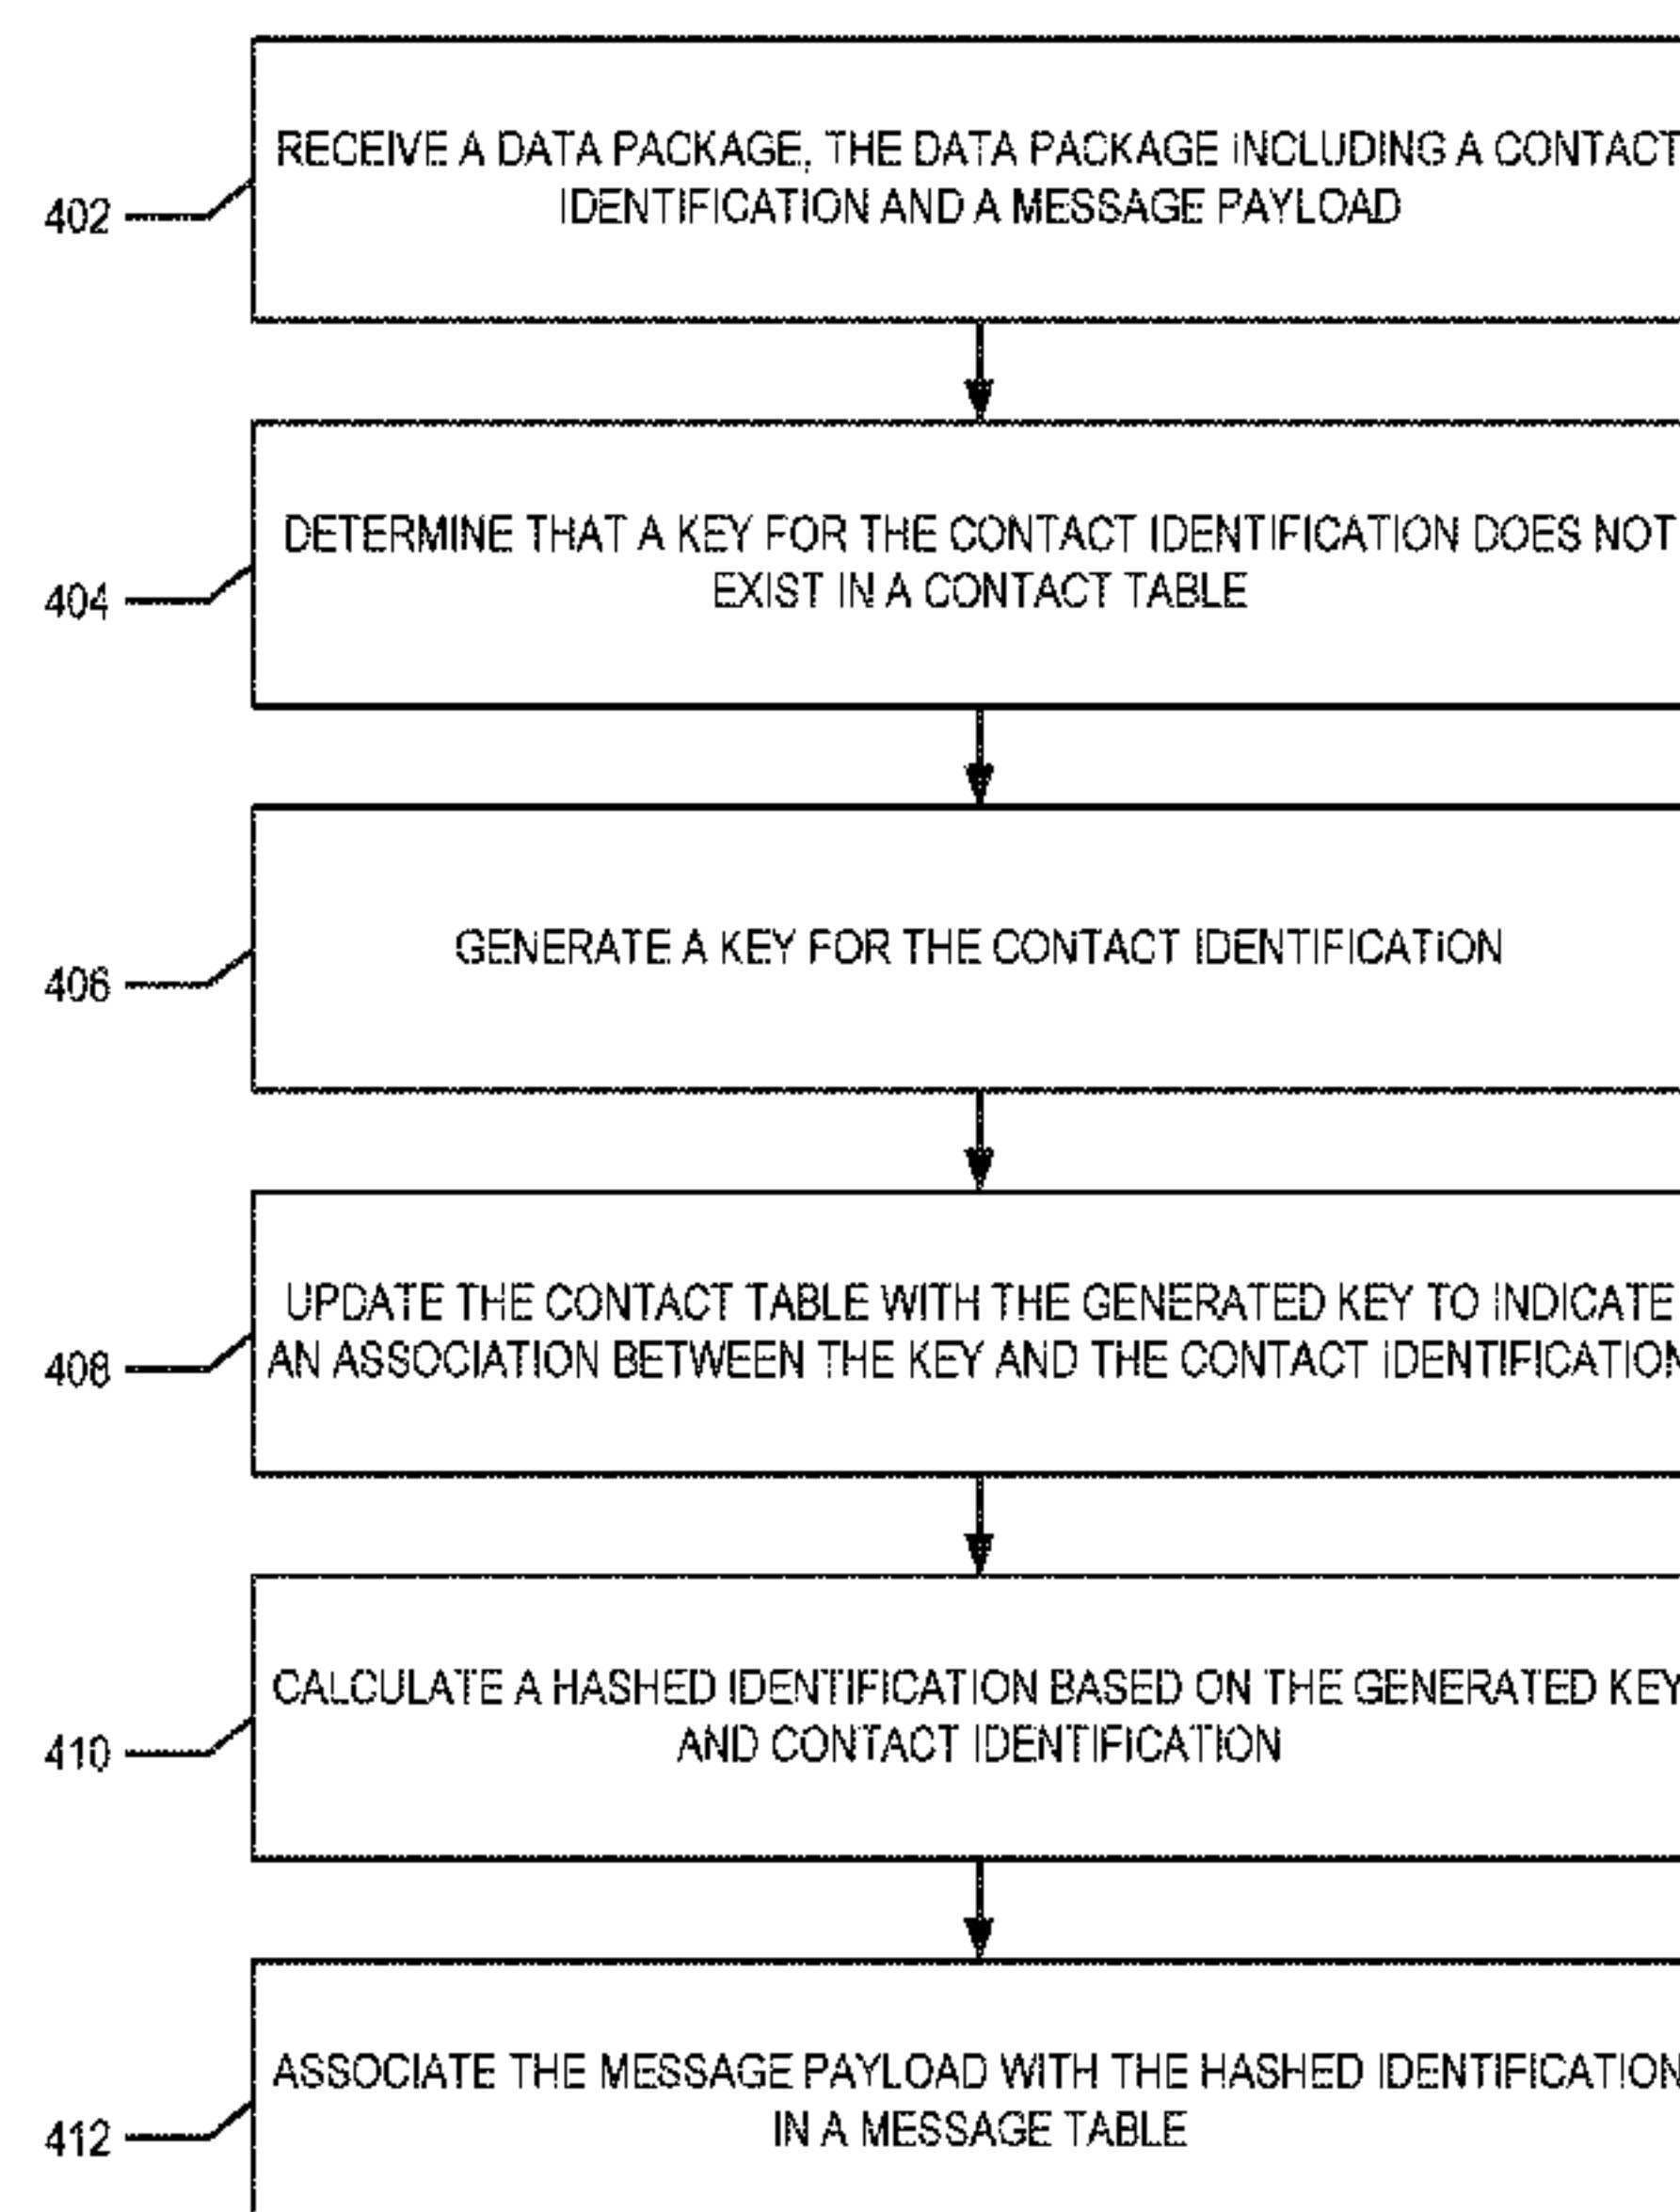 RECEIVE A DATA PACKAGE, THE DATA PACKAGE INCLUDING A CONTACT
IDENTIFICATION AND A MESSAGE PAYLOAD
402
DETERMINE THAT A KEY FOR THE CONTACT IDENTIFICATION DOES NOT
EXIST IN A CONTACT TABLE
404
GENERATE A KEY FOR THE CONTACT IDENTIFICATION
406
UPDATE THE CONTACT TABLE WITH THE GENERATED KEY TO INDICATE
AN ASSOCIATION BETWEEN THE KEY AND THE CONTACT IDENTIFICATION
408
CALCULATE A HASHED IDENTIFICATION BASED ON THE GENERATED KEY
AND CONTACT IDENTIFICATION
410
ASSOCIATE THE MESSAGE PAYLOAD WITH THE HASHED IDENTIFICATION
IN A MESSAGE TABLE
412